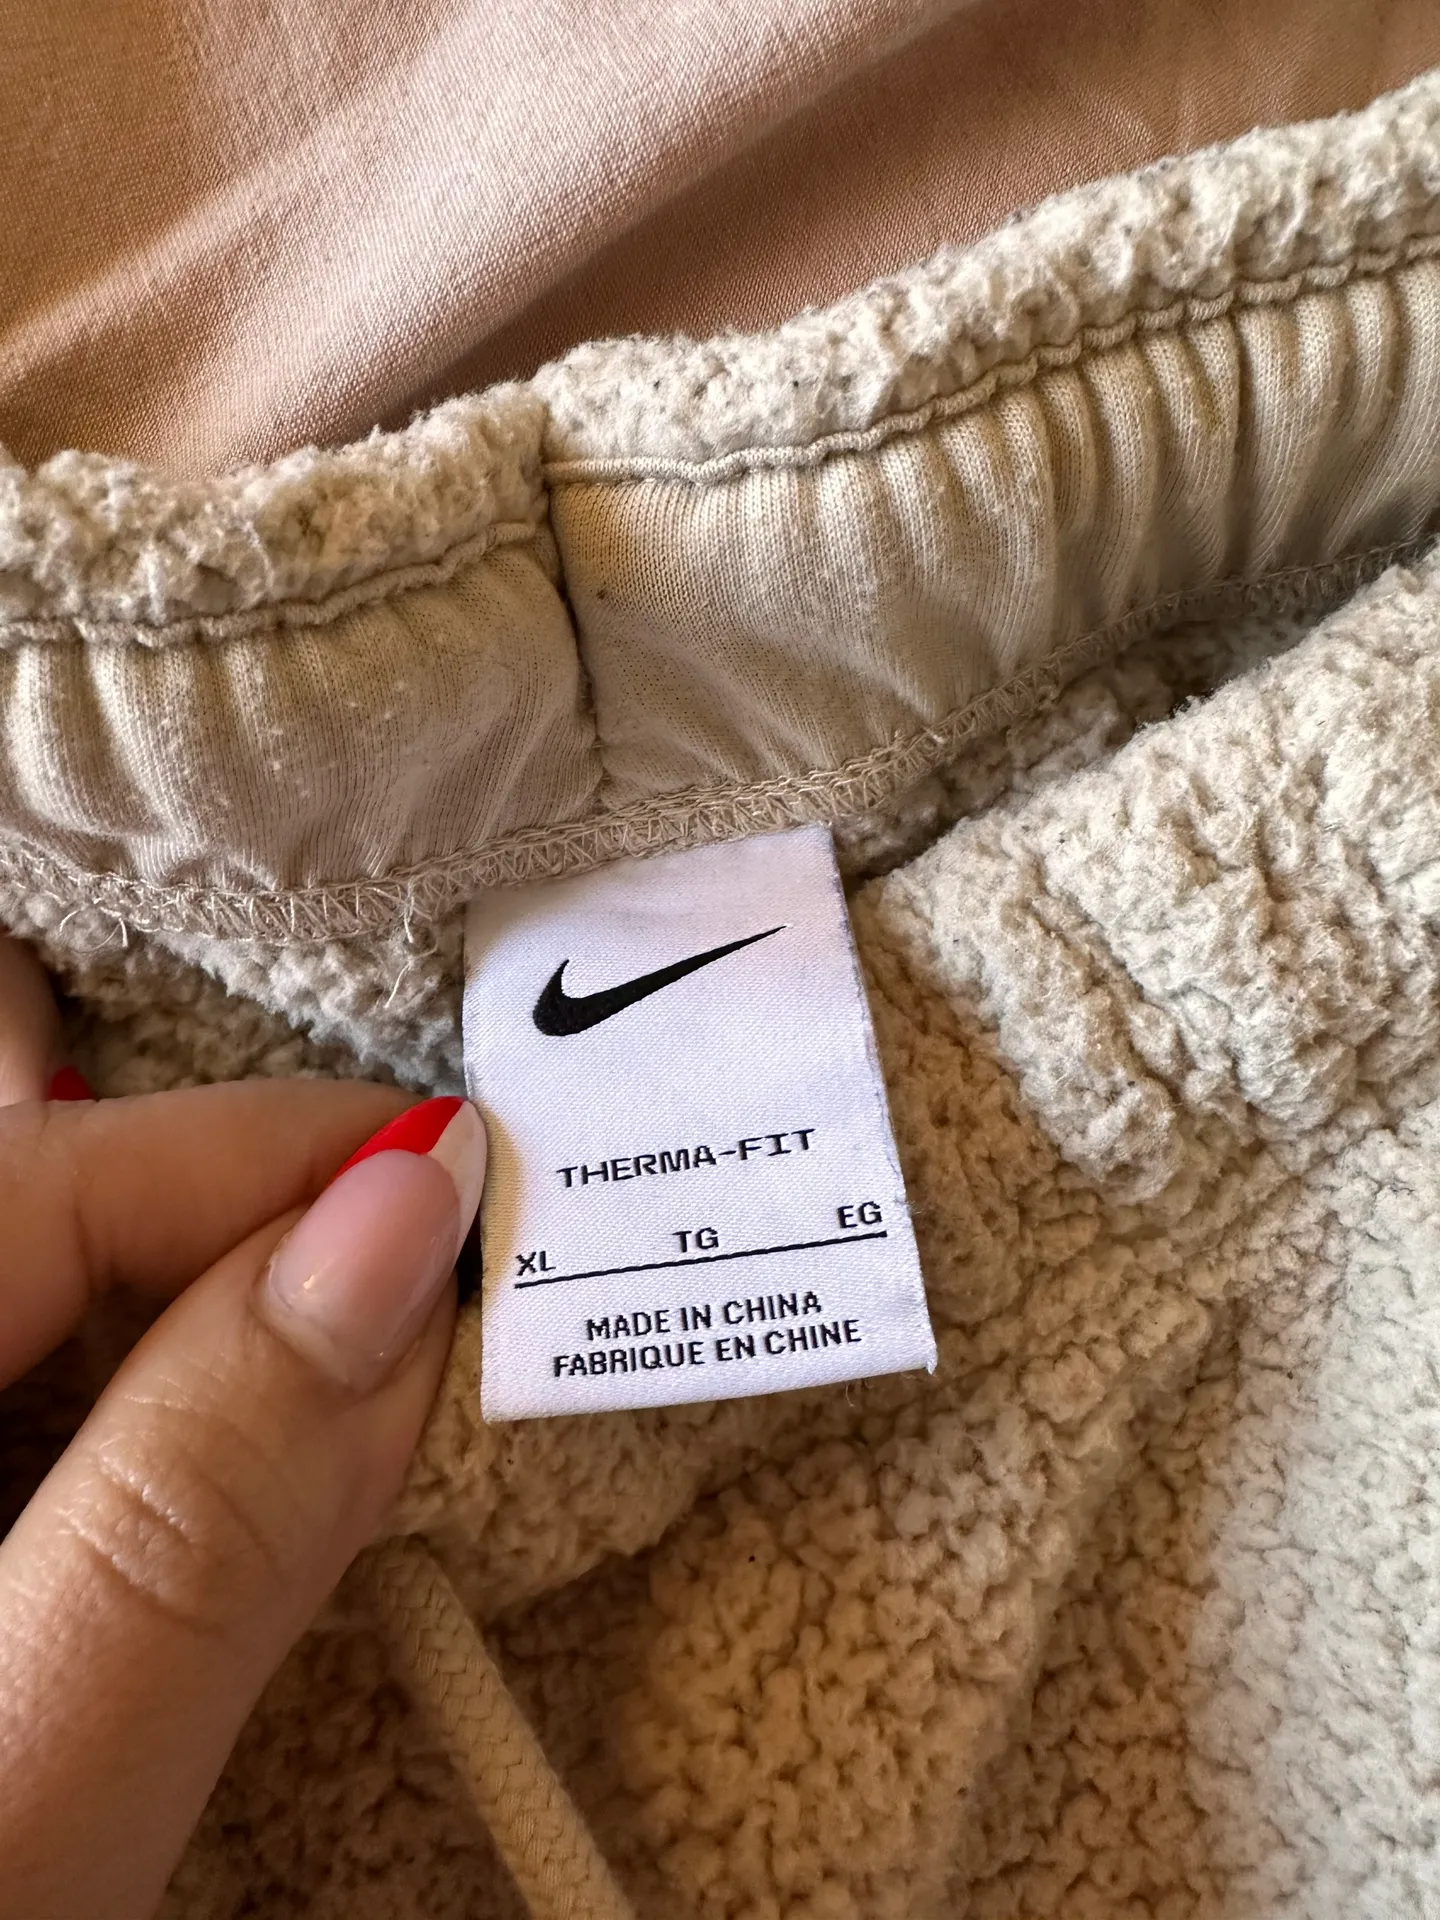 THERMA-FIT
XL TG EG
MADE IN CHINA
FABRIQUE EN CHINE